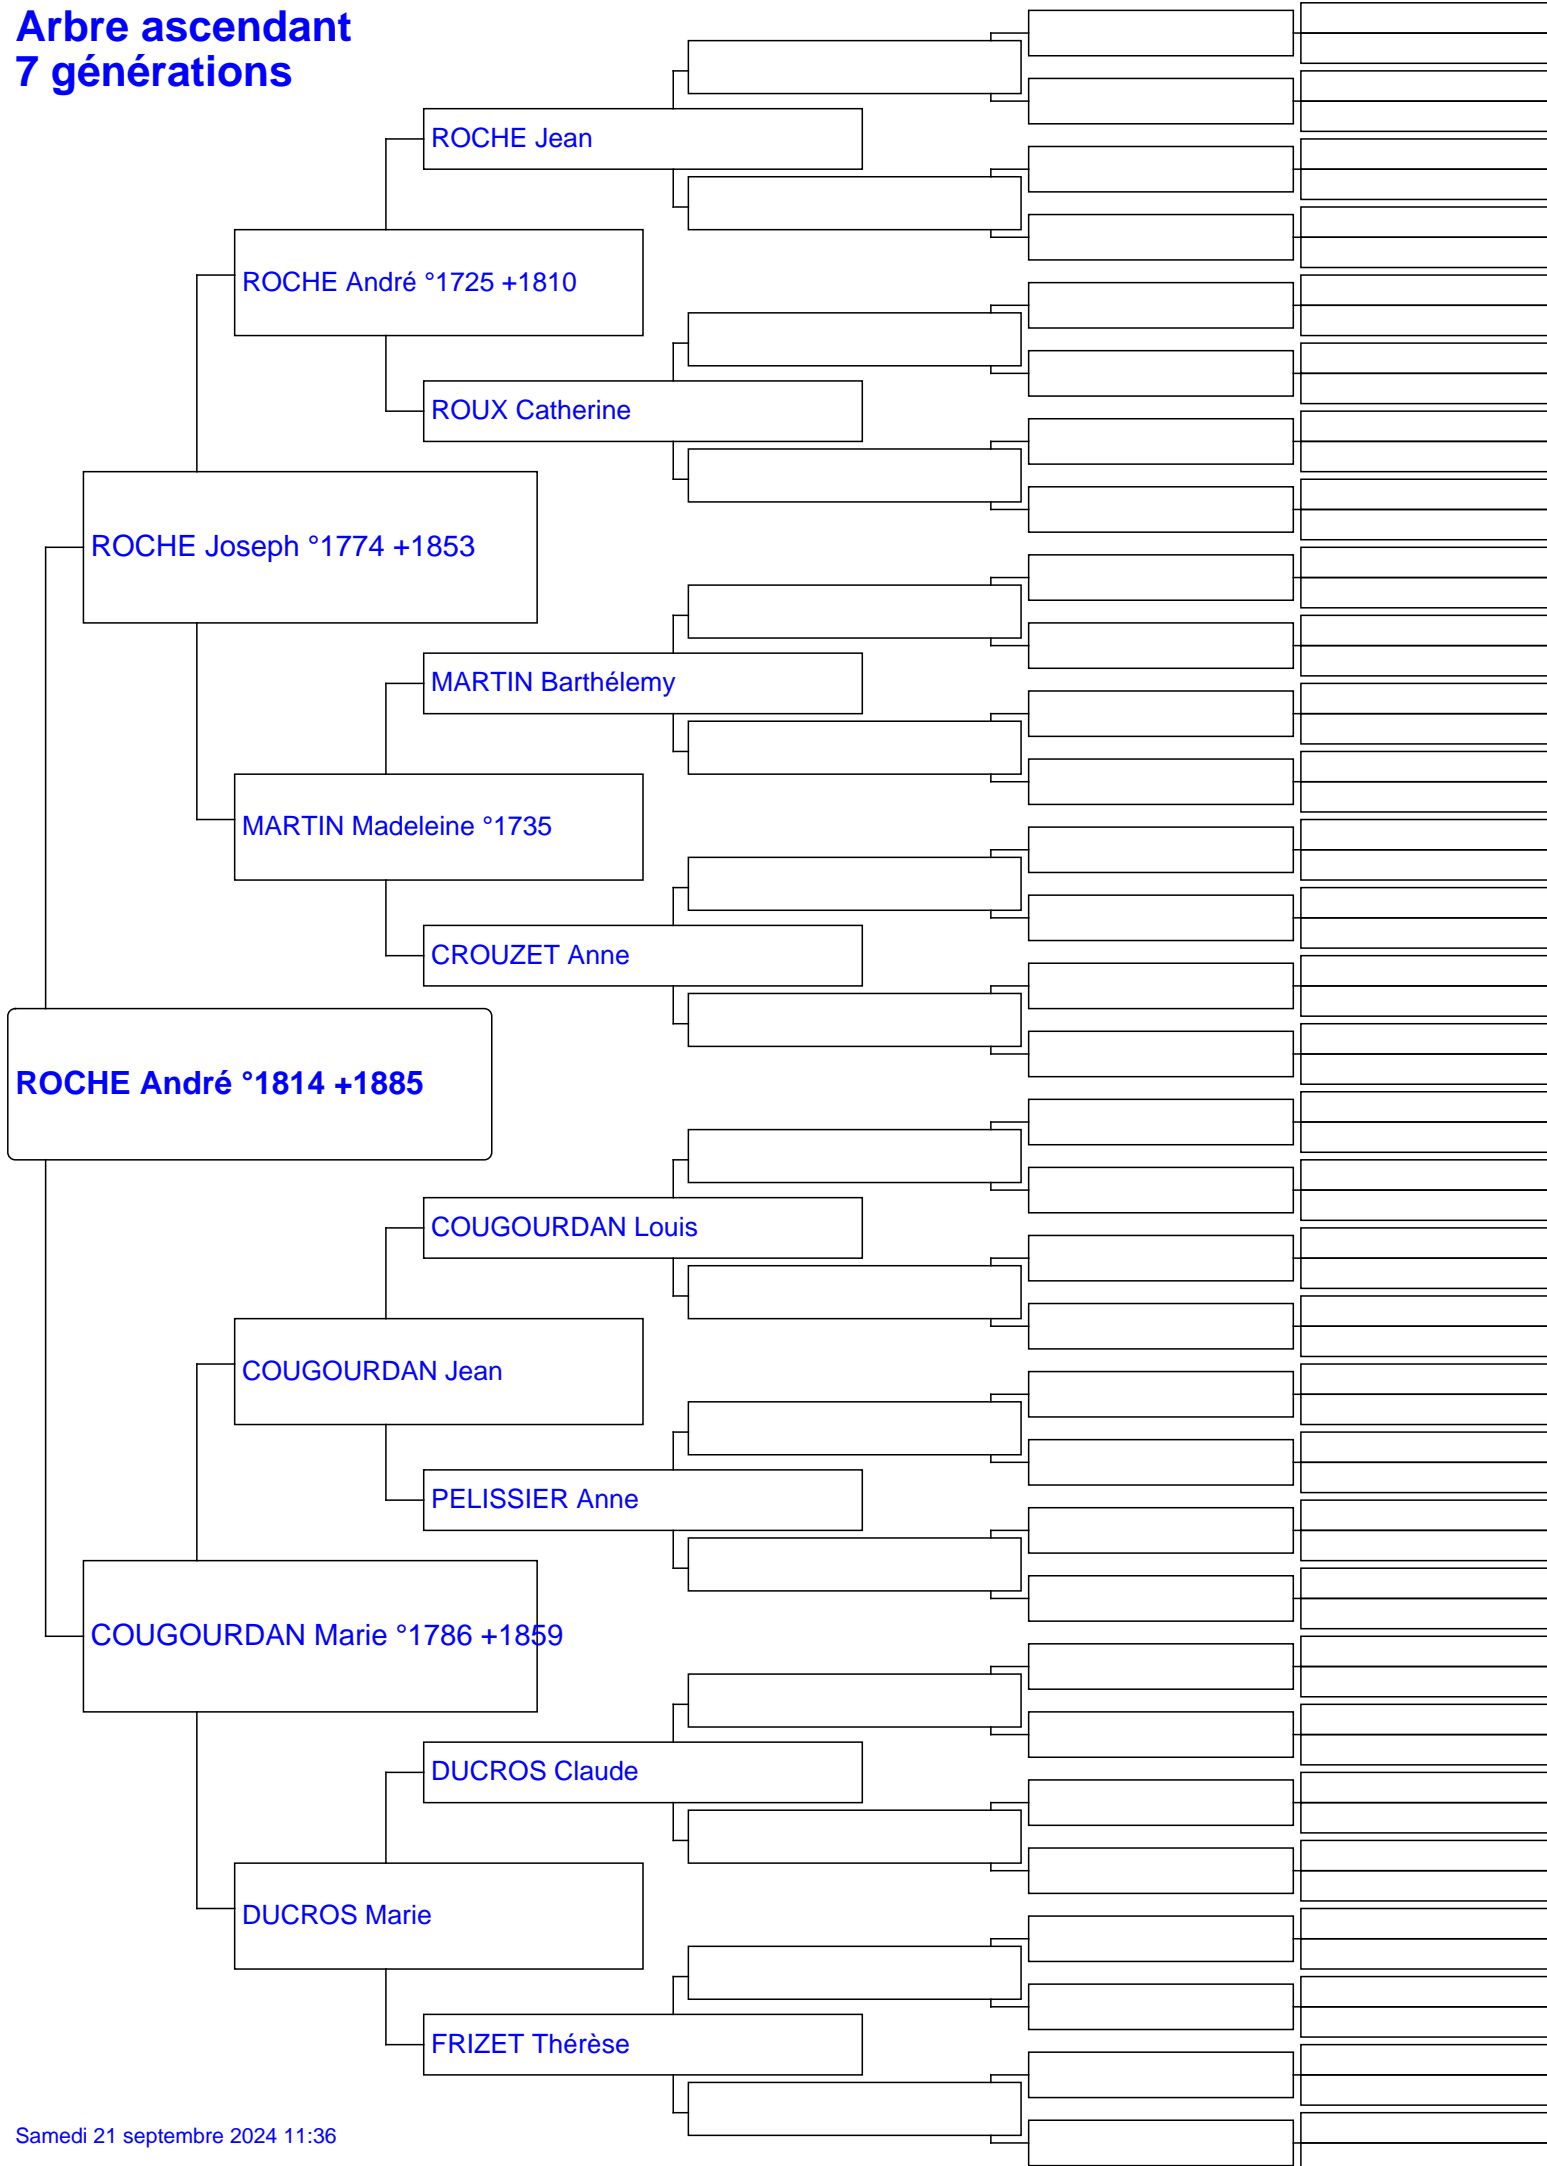 Arbre ascendant
7 générations
ROCHE Jean
ROCHE André °1725 +1810
ROUX Catherine
ROCHE Joseph °1774 +1853
MARTIN Barthélemy
MARTIN Madeleine °1735
CROUZET Anne
ROCHE André °1814 +1885
COUGOURDAN Louis
COUGOURDAN Jean
PELISSIER Anne
COUGOURDAN Marie °1786 +1859
DUCROS Claude
DUCROS Marie
FRIZET Thérèse
Samedi 21 septembre 2024 11:36